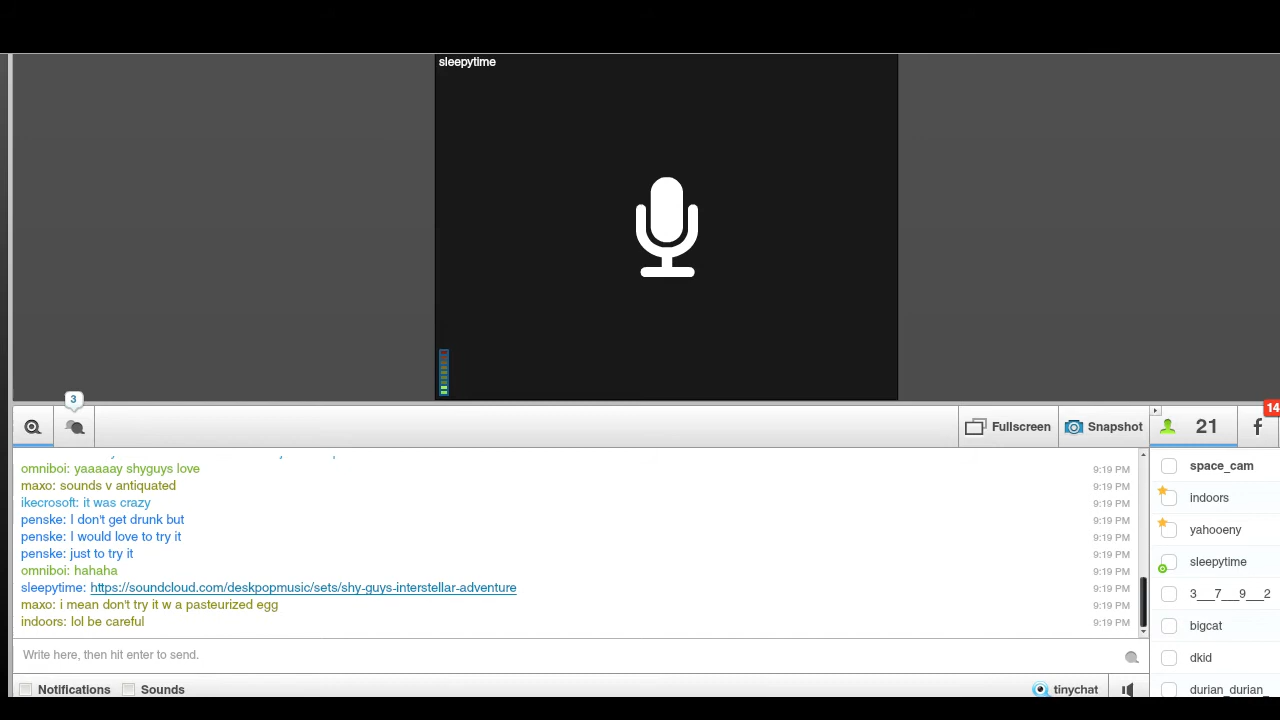 sleepytime
3
Fullscreen
Snapshot
21
14
omniboi: yaaaaay shyguys love 9:19 PM
maxo: sounds v antiquated 9:19 PM
ikecrosoft: it was crazy 9:19 PM
penske: I don't get drunk but 9:19 PM
penske: I would love to try it 9:19 PM
penske: just to try it 9:19 PM
omniboi: hahaha 9:19 PM
sleepytime: https://soundcloud.com/deskpopmusic/sets/shy-guys-interstellar-adventure 9:19 PM
maxo: i mean don't try it w a pasteurized egg 9:19 PM
indoors: lol be careful 9:19 PM
space_cam
indoors
yahooeny
sleepytime
3__7__9__2
bigcat
dkid
durian_durian_
Write here, then hit enter to send.
Notifications
Sounds
tinychat